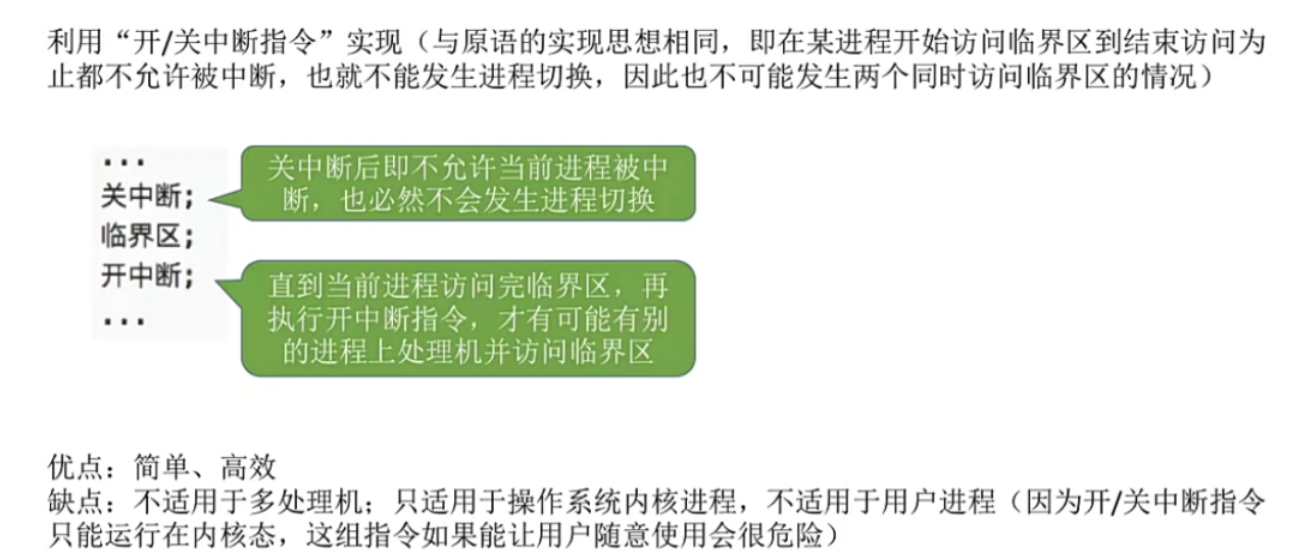 利用“开/关中断指令”实现（与原语的实现思想相同，即在某进程开始访问临界区到结束访问为
止都不允许被中断，也就不能发生进程切换，因此也不可能发生两个同时访问临界区的情况）
...
关中断;
关中断后即不允许当前进程被中
断，也必然不会发生进程切换
临界区;
开中断;
直到当前进程访问完临界区，再
执行开中断指令，才有可能有别
的进程上处理机并访问临界区
...
优点：简单、高效
缺点：不适用于多处理机；只适用于操作系统内核进程，不适用于用户进程（因为开/关中断指令
只能运行在内核态，这组指令如果能让用户随意使用会很危险）